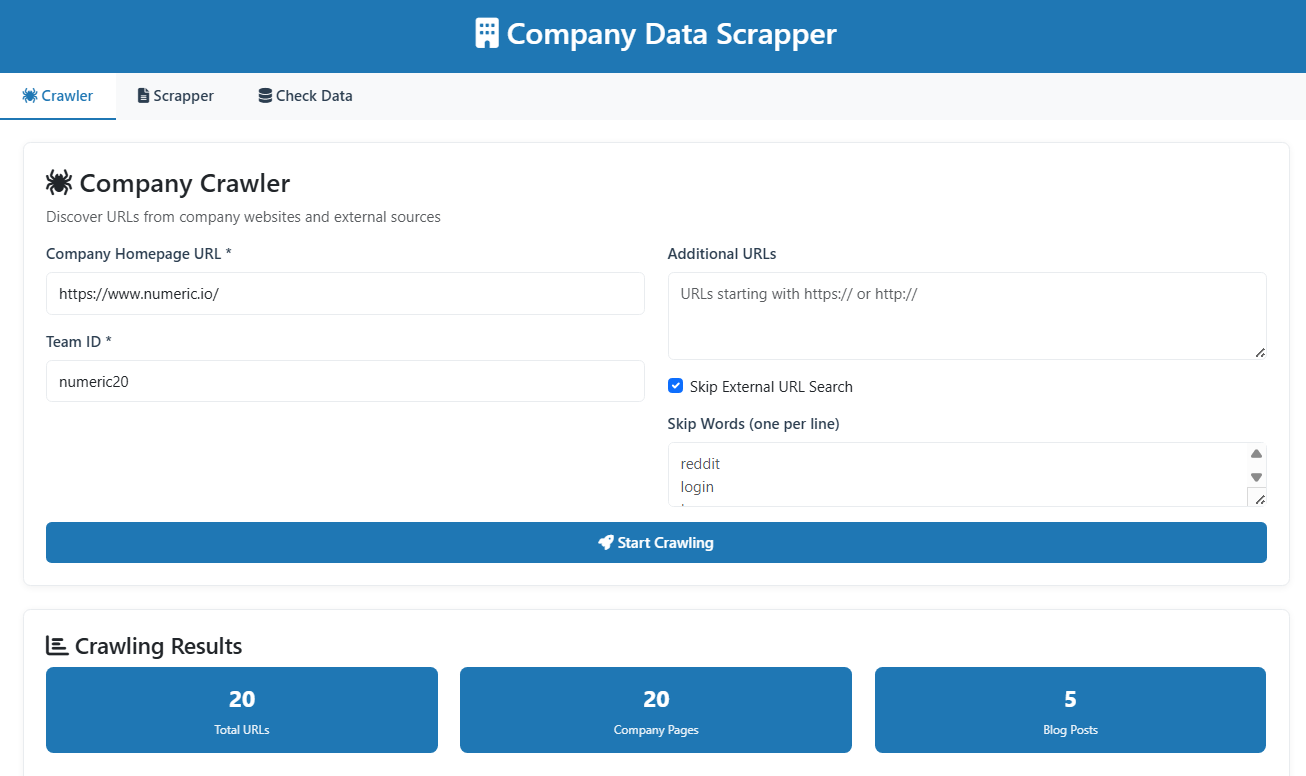 Company Data Scrapper
Crawler
Scrapper
Check Data
Company Crawler
Discover URLs from company websites and external sources
Company Homepage URL *
https://www.numeric.io/
Team ID *
numeric20
Additional URLs
URLs starting with https:// or http://
Skip External URL Search
Skip Words (one per line)
reddit
login
Start Crawling
Crawling Results
20
Total URLs
20
Company Pages
5
Blog Posts